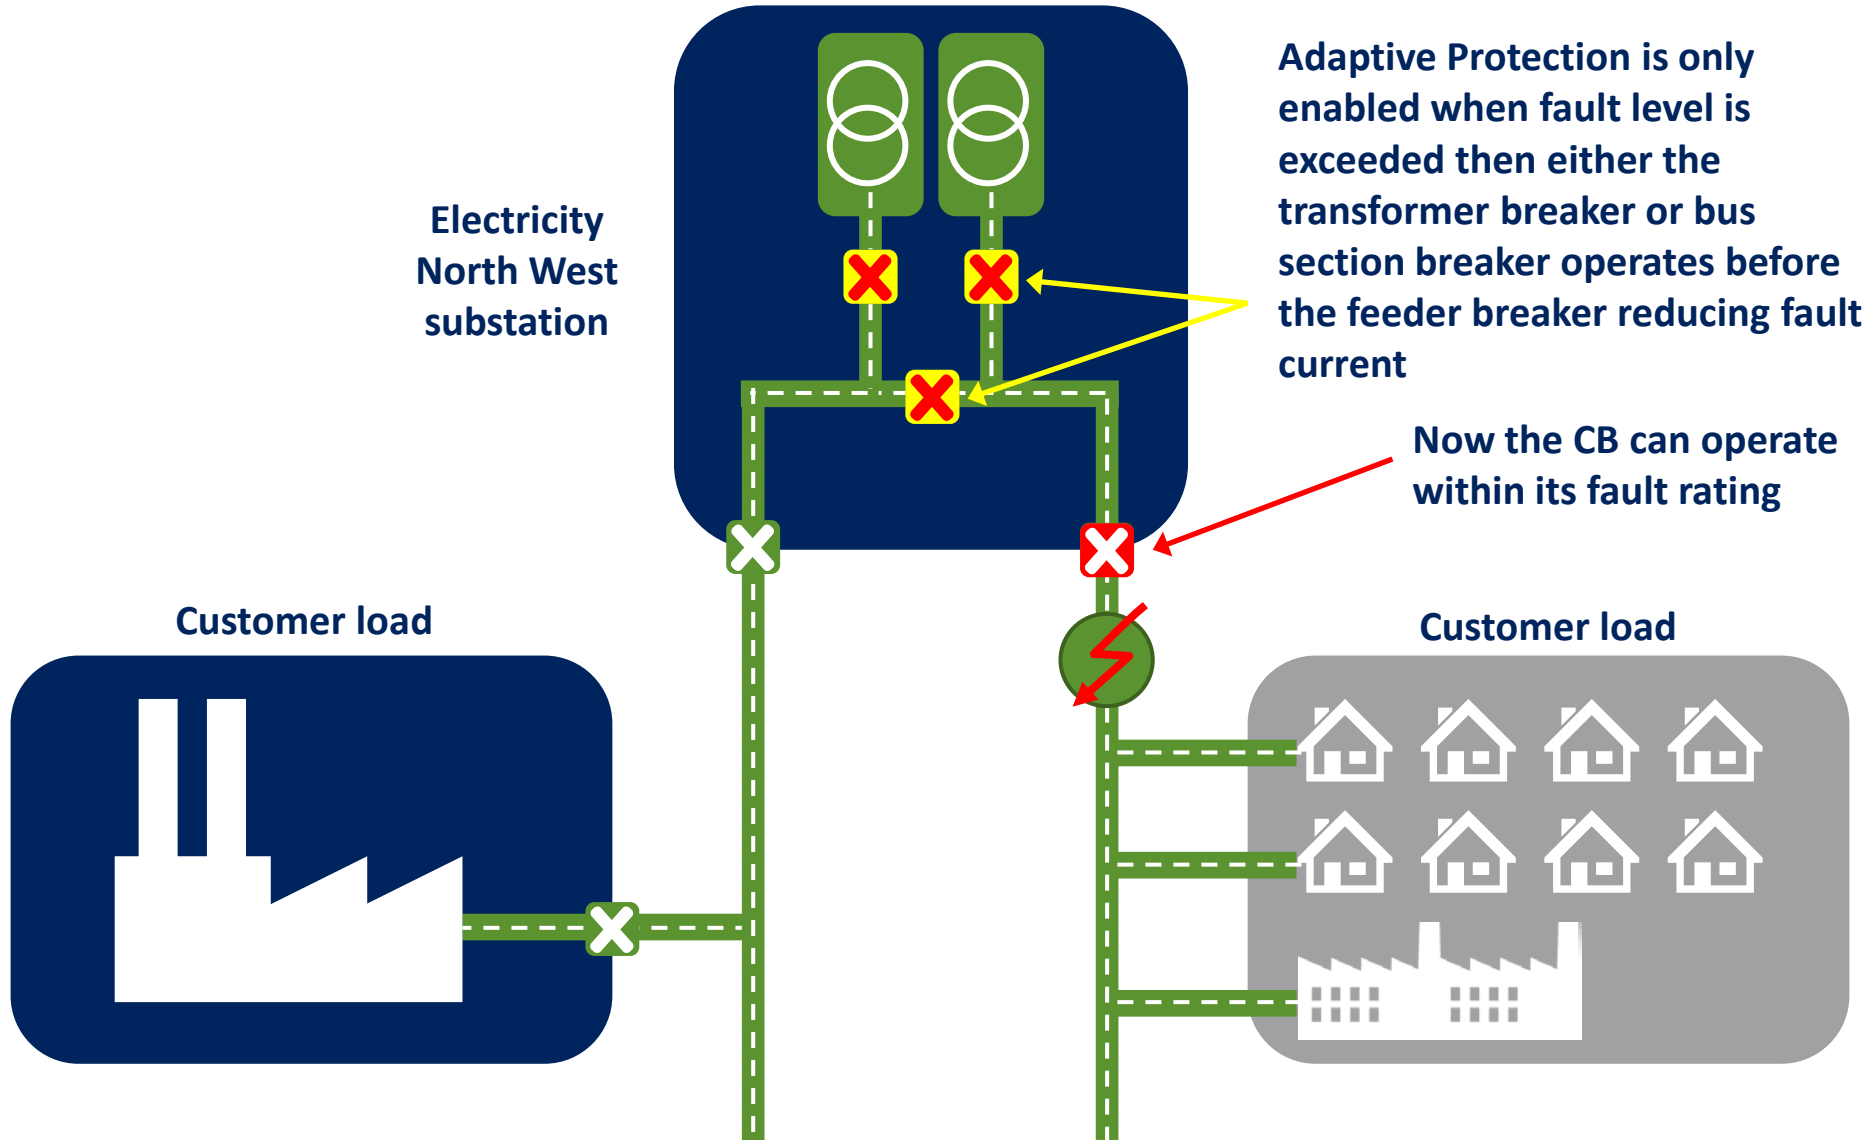 Adaptive Protection is only
enabled when fault level is
exceeded then either the
transformer breaker or bus
section breaker operates before
the feeder breaker reducing fault
current
Electricity
North West
substation
Now the CB can operate
within its fault rating
Customer load
Customer load